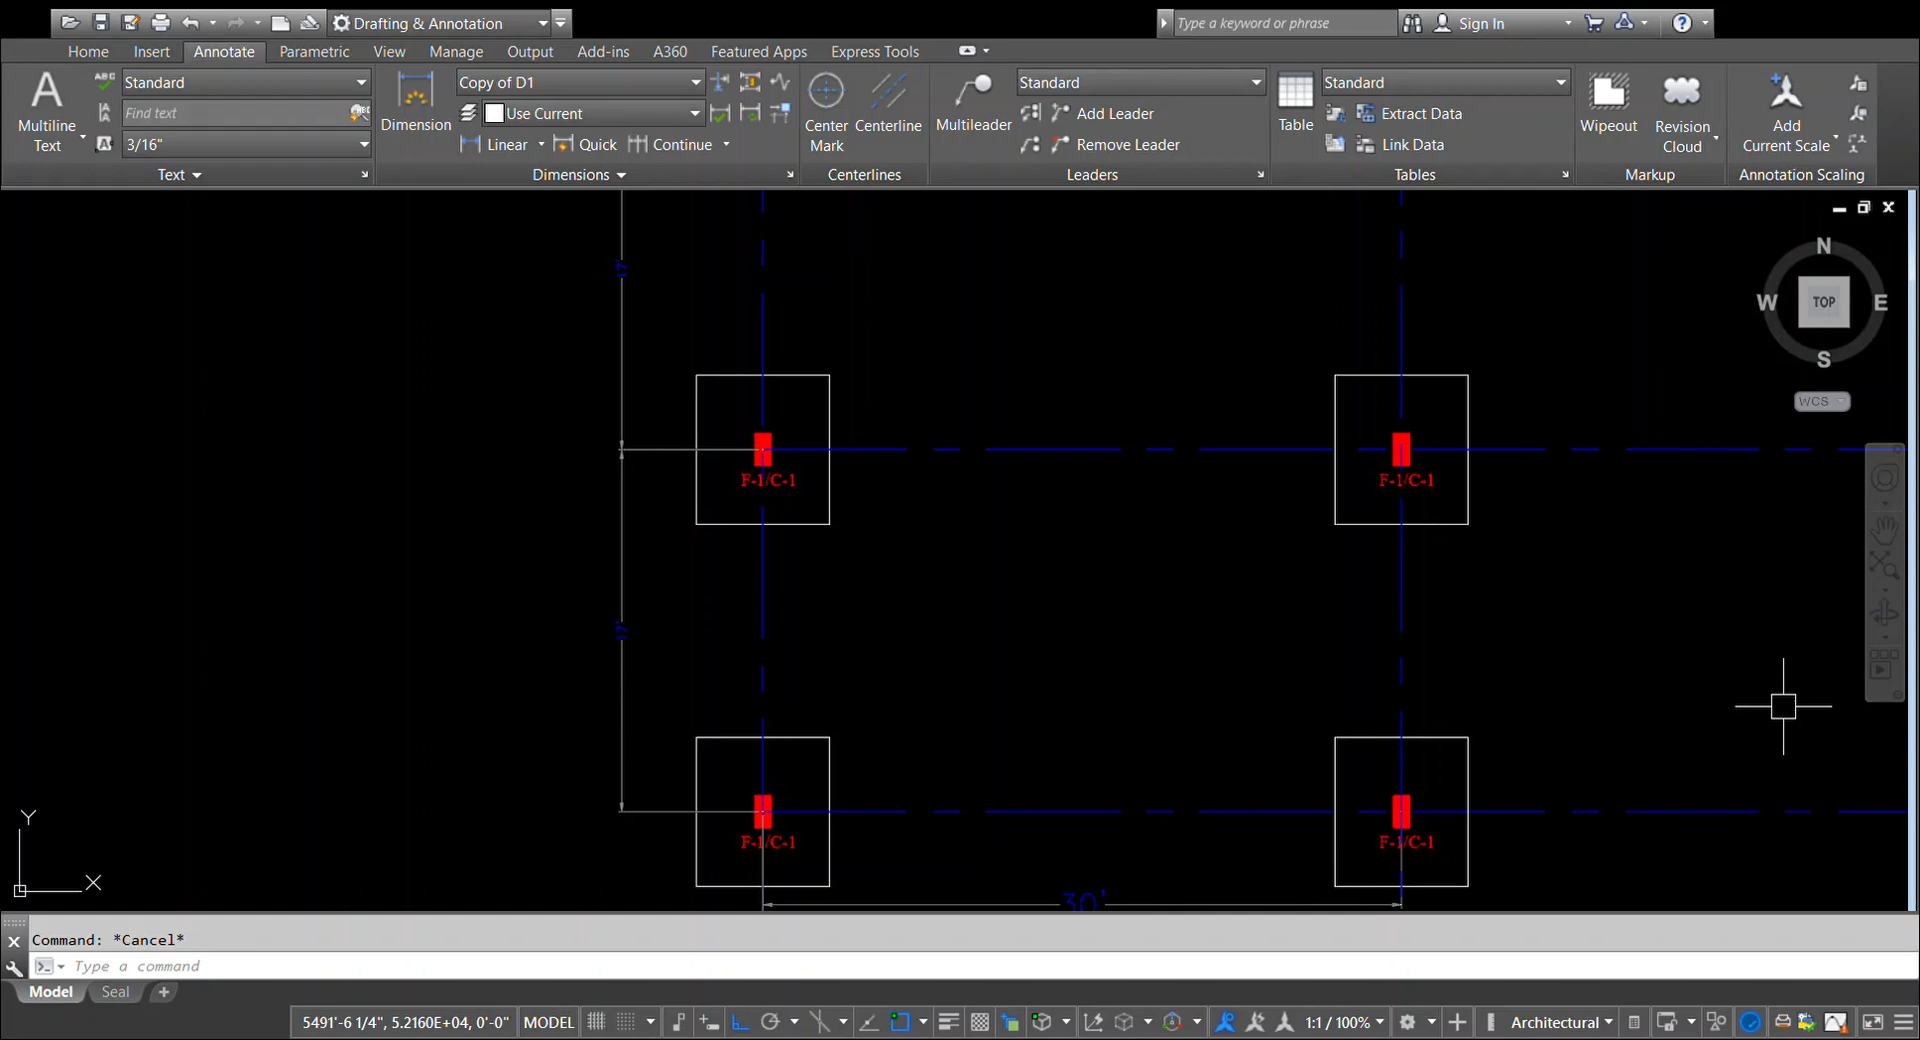 Drafting & Annotation
Type a keyword or phrase
Sign In
Home Insert Annotate Parametric View Manage Output Add-ins A360 Featured Apps Express Tools
A Multiline Text
ABC Standard
Find text
3/16"
Text
Dimension
Copy of D1
Use Current
Linear Quick Continue
Dimensions
Center Mark
Centerline
Centerlines
Multileader
Standard
Add Leader
Remove Leader
Leaders
Table
Standard
Extract Data
Link Data
Tables
Wipeout
Revision Cloud
Markup
Add Current Scale
Annotation Scaling
N
W TOP E
S
WCS
F-1/C-1 F-1/C-1
F-1/C-1 F-1/C-1
30'
Y
X
Command: *Cancel*
Type a command
Model Seal +
5491'-6 1/4", 5.2160E+04, 0'-0" MODEL 1:1 / 100% Architectural